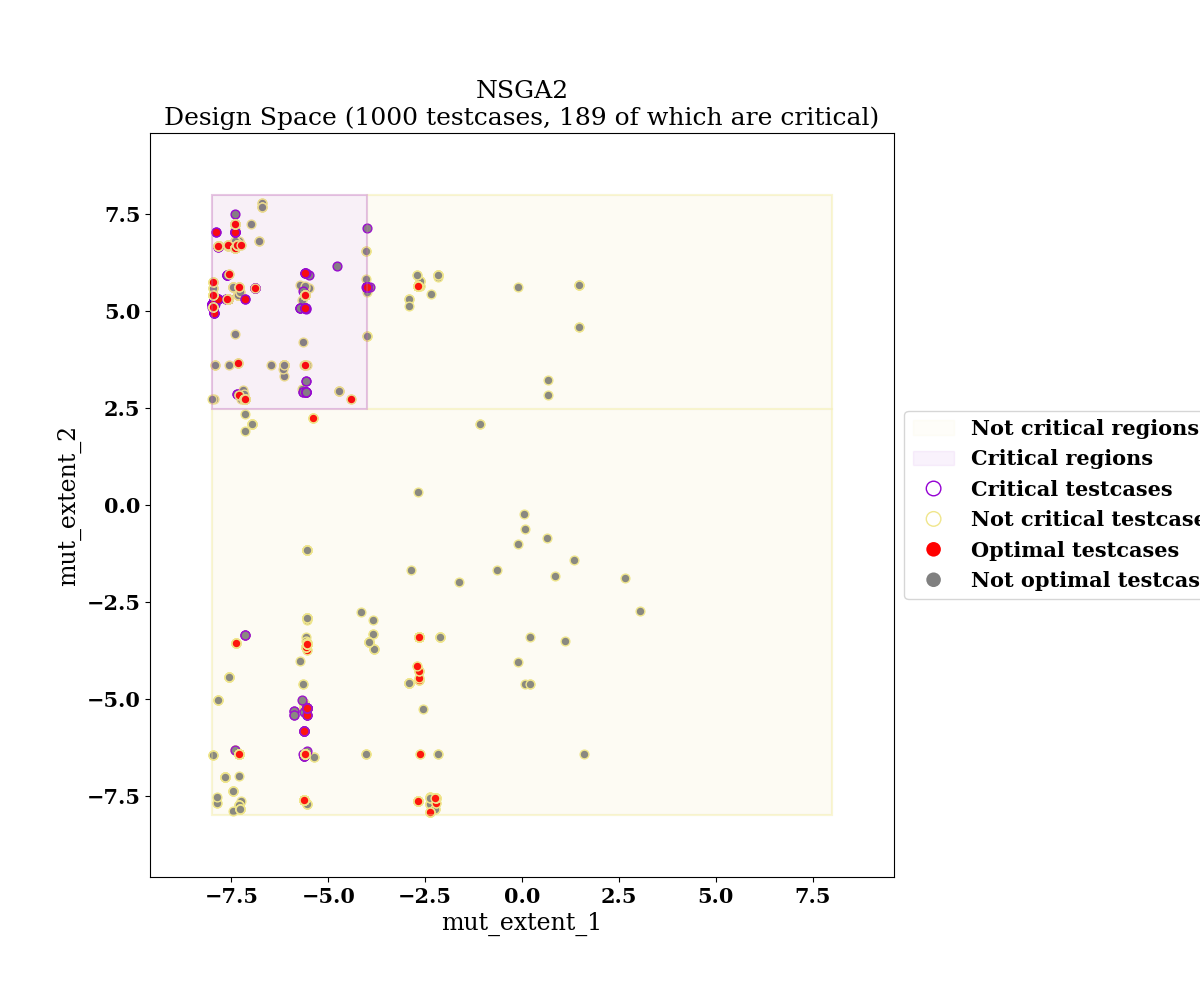 NSGA2
Design Space (1000 testcases, 189 of which are critical)
mut_extent_2
7.5
5.0
2.5
0.0
−2.5
−5.0
−7.5
−7.5
−5.0
−2.5
0.0
2.5
5.0
7.5
mut_extent_1
Not critical regions
Critical regions
Critical testcases
Not critical testcase
Optimal testcases
Not optimal testcas